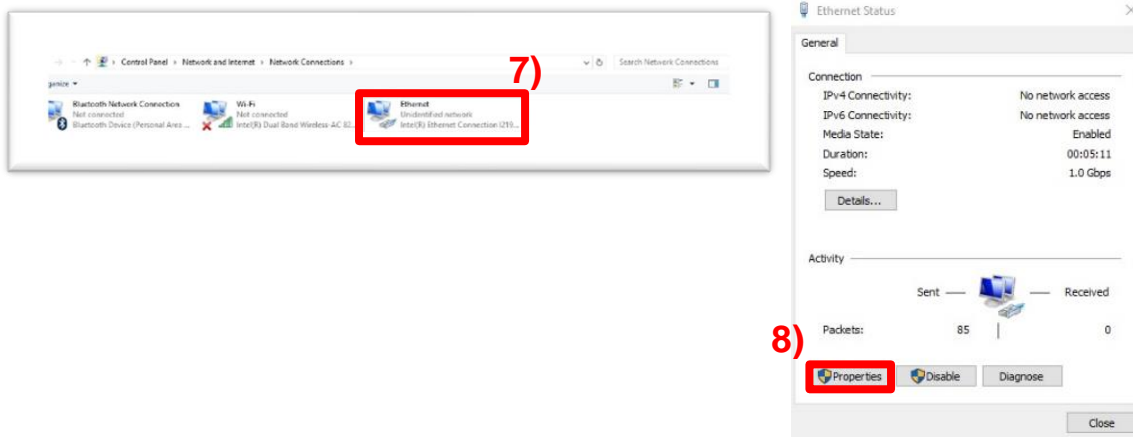 Control Panel › Network and Internet › Network Connections ›
Search Network Connections
7)
Bluetooth Network Connection
Not connected
Bluetooth Device (Personal Area ...
Wi-Fi
Not connected
Intel(R) Dual Band Wireless-AC 82...
Ethernet
Unidentified network
Intel(R) Ethernet Connection I219...
Ethernet Status
General
Connection
IPv4 Connectivity: No network access
IPv6 Connectivity: No network access
Media State: Enabled
Duration: 00:05:11
Speed: 1.0 Gbps
Details...
Activity
Sent — — Received
Packets: 85 | 0
8)
Properties Disable Diagnose
Close